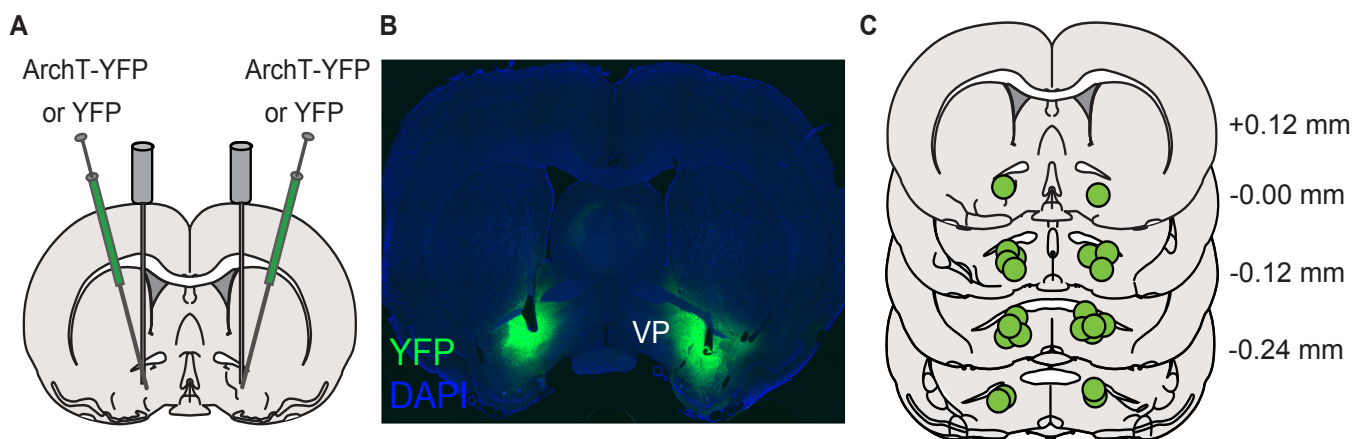 A
ArchT-YFP
or YFP
ArchT-YFP
or YFP
B
VP
YFP
DAPI
C
+0.12 mm
-0.00 mm
-0.12 mm
-0.24 mm